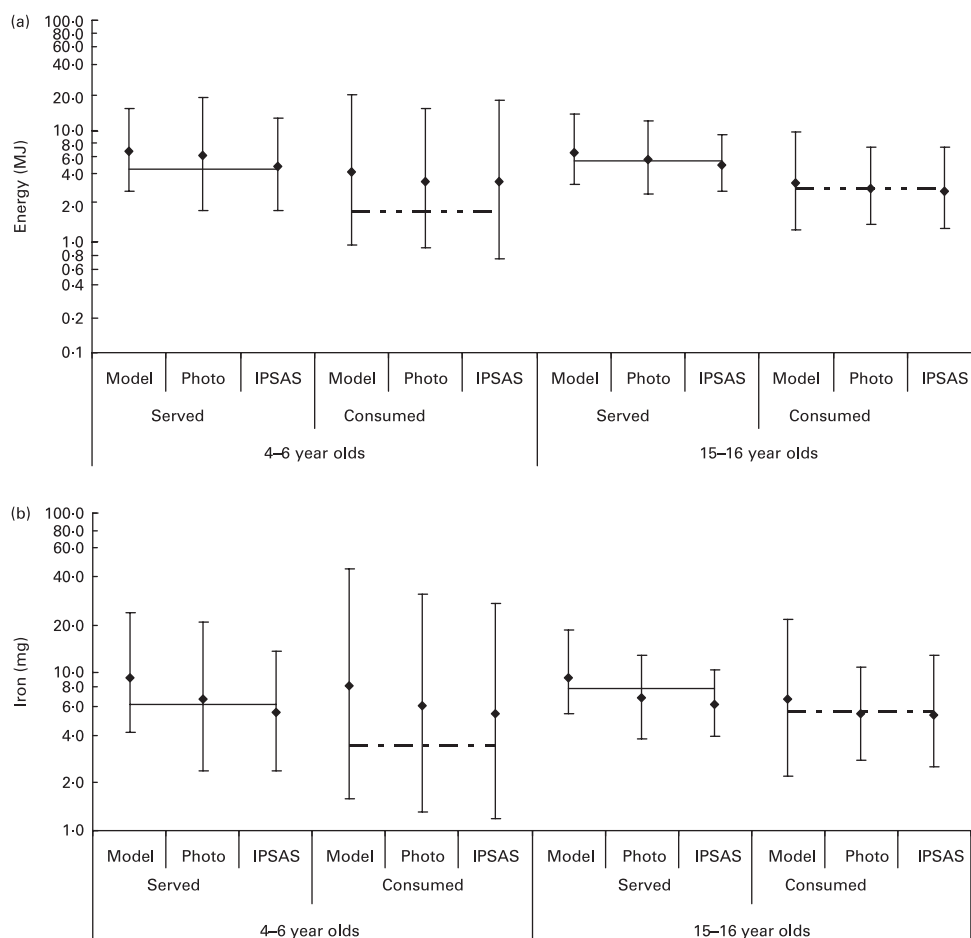 (a)
100·0
80·0
60·0
40·0
20·0
10·0
8·0
6·0
4·0
2·0
1·0
0·8
0·6
0·4
0·2
0·1
Energy (MJ)
Model Photo IPSAS Model Photo IPSAS Model Photo IPSAS Model Photo IPSAS
Served Consumed Served Consumed
4–6 year olds 15–16 year olds
(b)
100·0
80·0
60·0
40·0
20·0
10·0
8·0
6·0
4·0
2·0
1·0
Iron (mg)
Model Photo IPSAS Model Photo IPSAS Model Photo IPSAS Model Photo IPSAS
Served Consumed Served Consumed
4–6 year olds 15–16 year olds